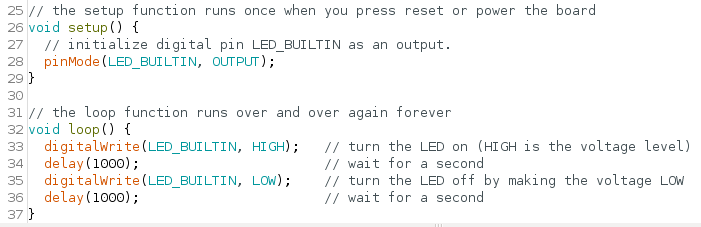 25 // the setup function runs once when you press reset or power the board
26 void setup() {
27   // initialize digital pin LED_BUILTIN as an output.
28   pinMode(LED_BUILTIN, OUTPUT);
29 }
30
31 // the loop function runs over and over again forever
32 void loop() {
33   digitalWrite(LED_BUILTIN, HIGH);   // turn the LED on (HIGH is the voltage level)
34   delay(1000);                       // wait for a second
35   digitalWrite(LED_BUILTIN, LOW);    // turn the LED off by making the voltage LOW
36   delay(1000);                       // wait for a second
37 }